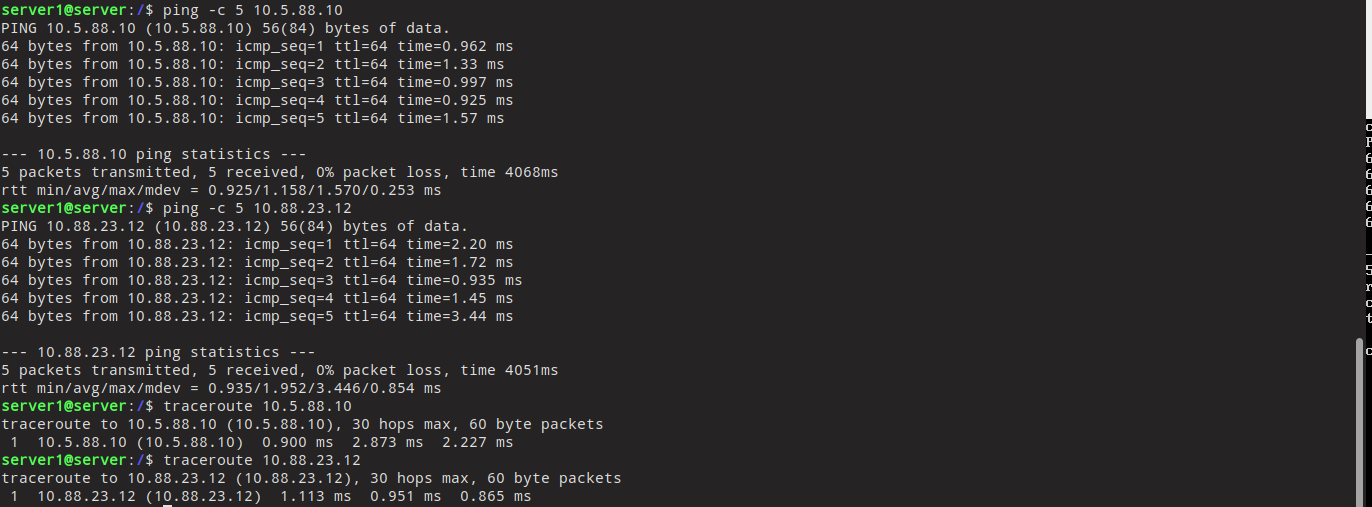 server1@server:/$ ping -c 5 10.5.88.10
PING 10.5.88.10 (10.5.88.10) 56(84) bytes of data.
64 bytes from 10.5.88.10: icmp_seq=1 ttl=64 time=0.962 ms
64 bytes from 10.5.88.10: icmp_seq=2 ttl=64 time=1.33 ms
64 bytes from 10.5.88.10: icmp_seq=3 ttl=64 time=0.997 ms
64 bytes from 10.5.88.10: icmp_seq=4 ttl=64 time=0.925 ms
64 bytes from 10.5.88.10: icmp_seq=5 ttl=64 time=1.57 ms
--- 10.5.88.10 ping statistics ---
5 packets transmitted, 5 received, 0% packet loss, time 4068ms
rtt min/avg/max/mdev = 0.925/1.158/1.570/0.253 ms
server1@server:/$ ping -c 5 10.88.23.12
PING 10.88.23.12 (10.88.23.12) 56(84) bytes of data.
64 bytes from 10.88.23.12: icmp_seq=1 ttl=64 time=2.20 ms
64 bytes from 10.88.23.12: icmp_seq=2 ttl=64 time=1.72 ms
64 bytes from 10.88.23.12: icmp_seq=3 ttl=64 time=0.935 ms
64 bytes from 10.88.23.12: icmp_seq=4 ttl=64 time=1.45 ms
64 bytes from 10.88.23.12: icmp_seq=5 ttl=64 time=3.44 ms
--- 10.88.23.12 ping statistics ---
5 packets transmitted, 5 received, 0% packet loss, time 4051ms
rtt min/avg/max/mdev = 0.935/1.952/3.446/0.854 ms
server1@server:/$ traceroute 10.5.88.10
traceroute to 10.5.88.10 (10.5.88.10), 30 hops max, 60 byte packets
 1  10.5.88.10 (10.5.88.10)  0.900 ms  2.873 ms  2.227 ms
server1@server:/$ traceroute 10.88.23.12
traceroute to 10.88.23.12 (10.88.23.12), 30 hops max, 60 byte packets
 1  10.88.23.12 (10.88.23.12)  1.113 ms  0.951 ms  0.865 ms